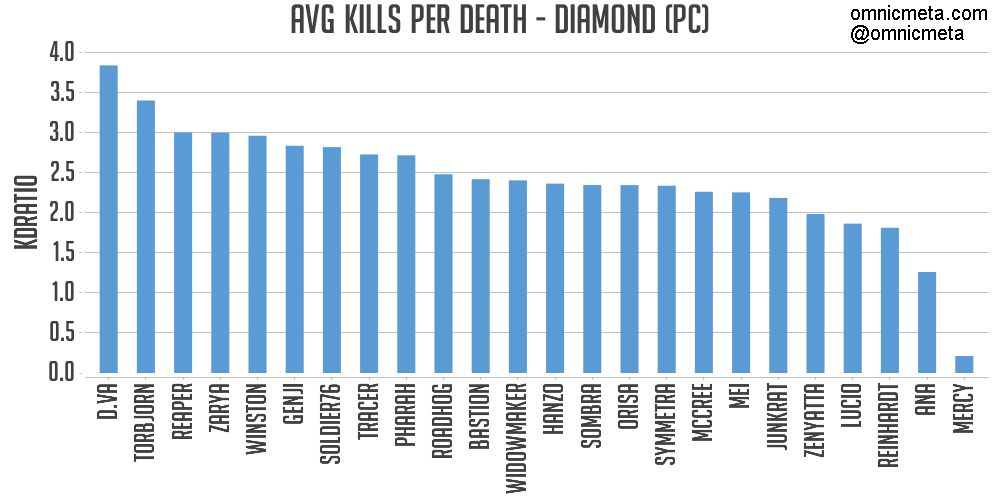 AVG KILLS PER DEATH - DIAMOND (PC)
omnicmeta.com
@omnicmeta
KDRATIO
4.0
3.5
3.0
2.5
2.0
1.5
1.0
0.5
0.0
D.VA
TORBJORN
REAPER
ZARYA
WINSTON
GENJI
SOLDIER76
TRACER
PHARAH
ROADHOG
BASTION
WIDOWMAKER
HANZO
SOMBRA
ORISA
SYMMETRA
MCCREE
MEI
JUNKRAT
ZENYATTA
LUCIO
REINHARDT
ANA
MERCY